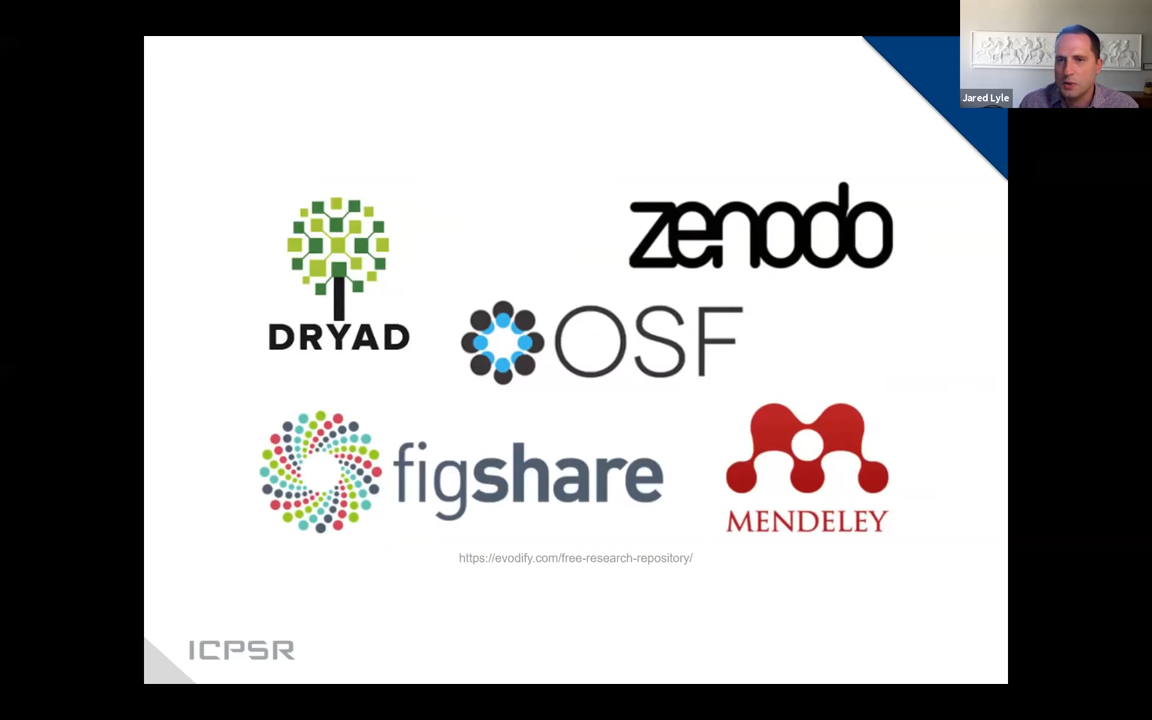 Jared Lyle
zenodo
DRYAD
OSF
figshare
MENDELEY
https://evodify.com/free-research-repository/
ICPSR